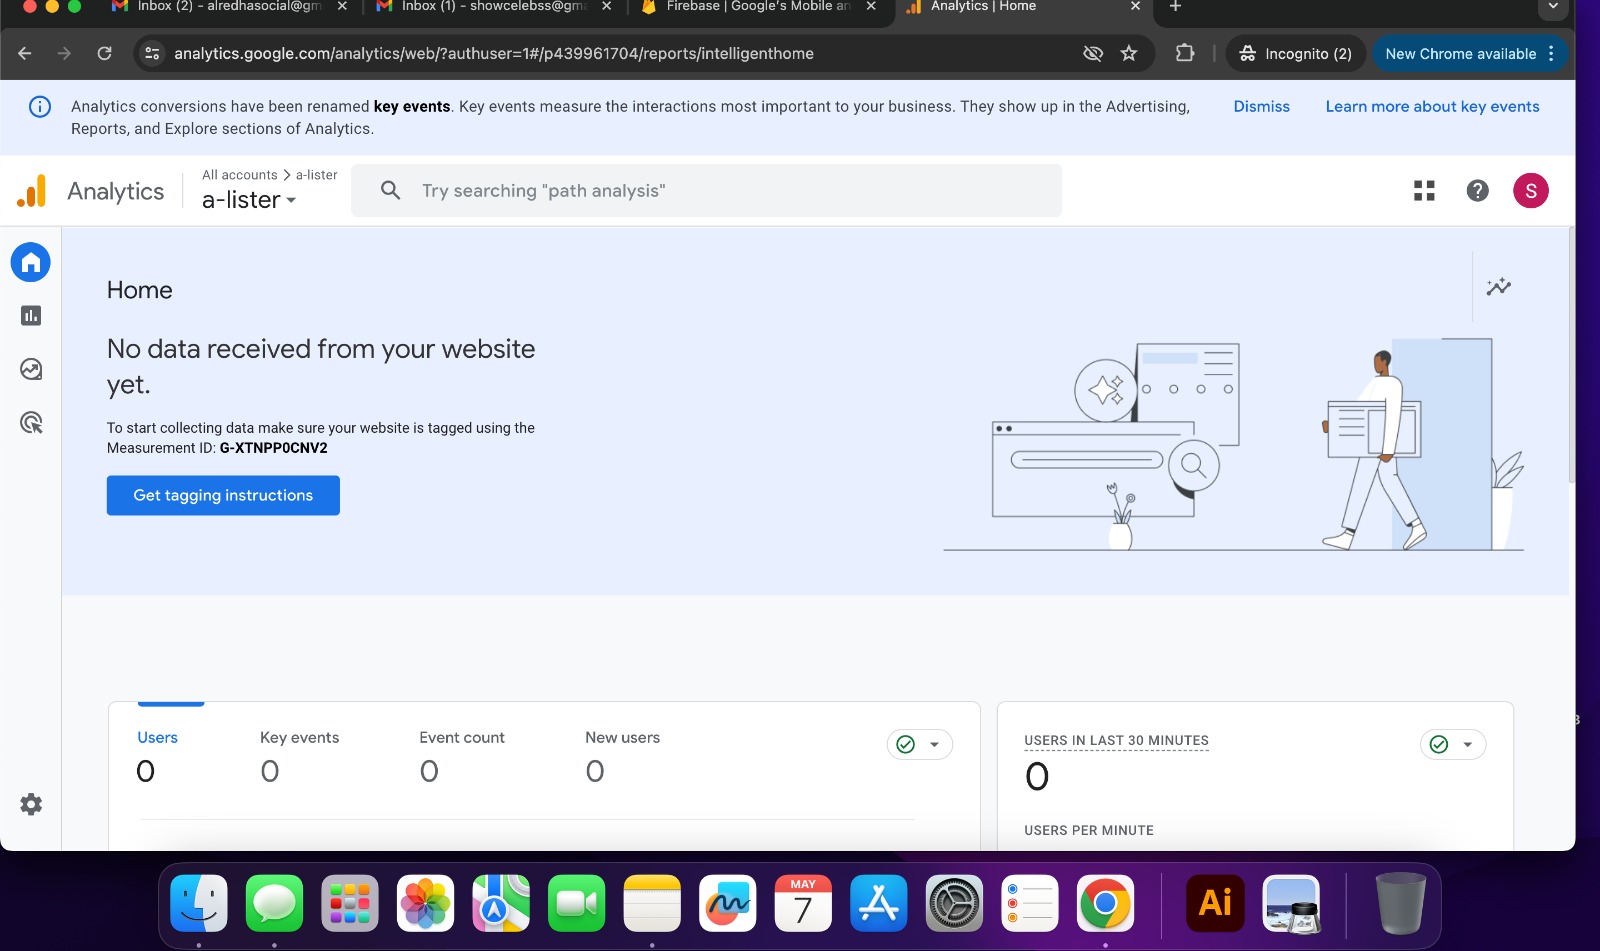 Inbox (2) - alredhasocial@gm
Inbox (1) - showcelebss@gma
Firebase | Google's Mobile an
Analytics | Home
analytics.google.com/analytics/web/?authuser=1#/p439961704/reports/intelligenthome
Incognito (2)
New Chrome available
Analytics conversions have been renamed key events. Key events measure the interactions most important to your business. They show up in the Advertising,
Reports, and Explore sections of Analytics.
Dismiss
Learn more about key events
Analytics
All accounts > a-lister
a-lister
Try searching "path analysis"
S
Home
No data received from your website
yet.
To start collecting data make sure your website is tagged using the
Measurement ID: G-XTNPP0CNV2
Get tagging instructions
Users
Key events
Event count
New users
0
0
0
0
USERS IN LAST 30 MINUTES
0
USERS PER MINUTE
MAY
7
Ai